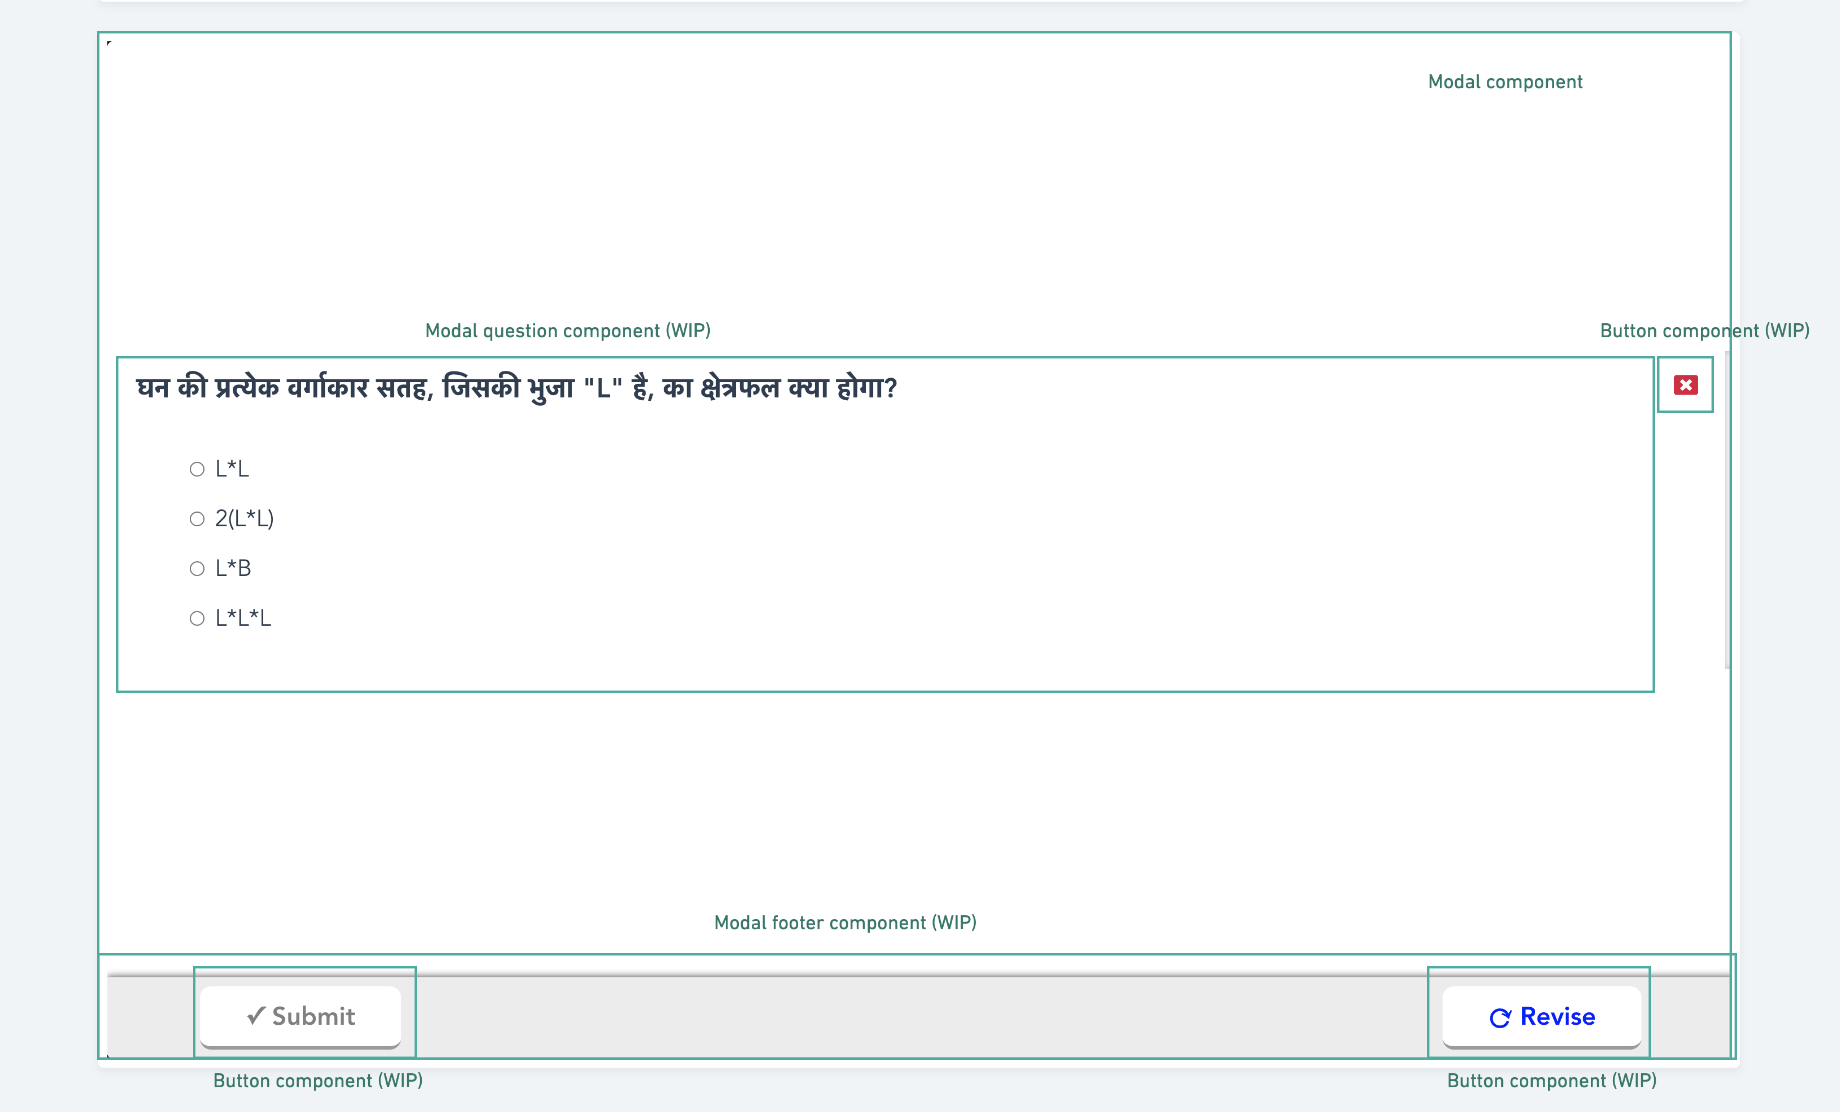 Modal component
Modal question component (WIP)
Button component (WIP)
घन की प्रत्येक वर्गाकार सतह, जिसकी भुजा "L" है, का क्षेत्रफल क्या होगा?
L*L
2(L*L)
L*B
L*L*L
Modal footer component (WIP)
✓ Submit
Revise
Button component (WIP)
Button component (WIP)